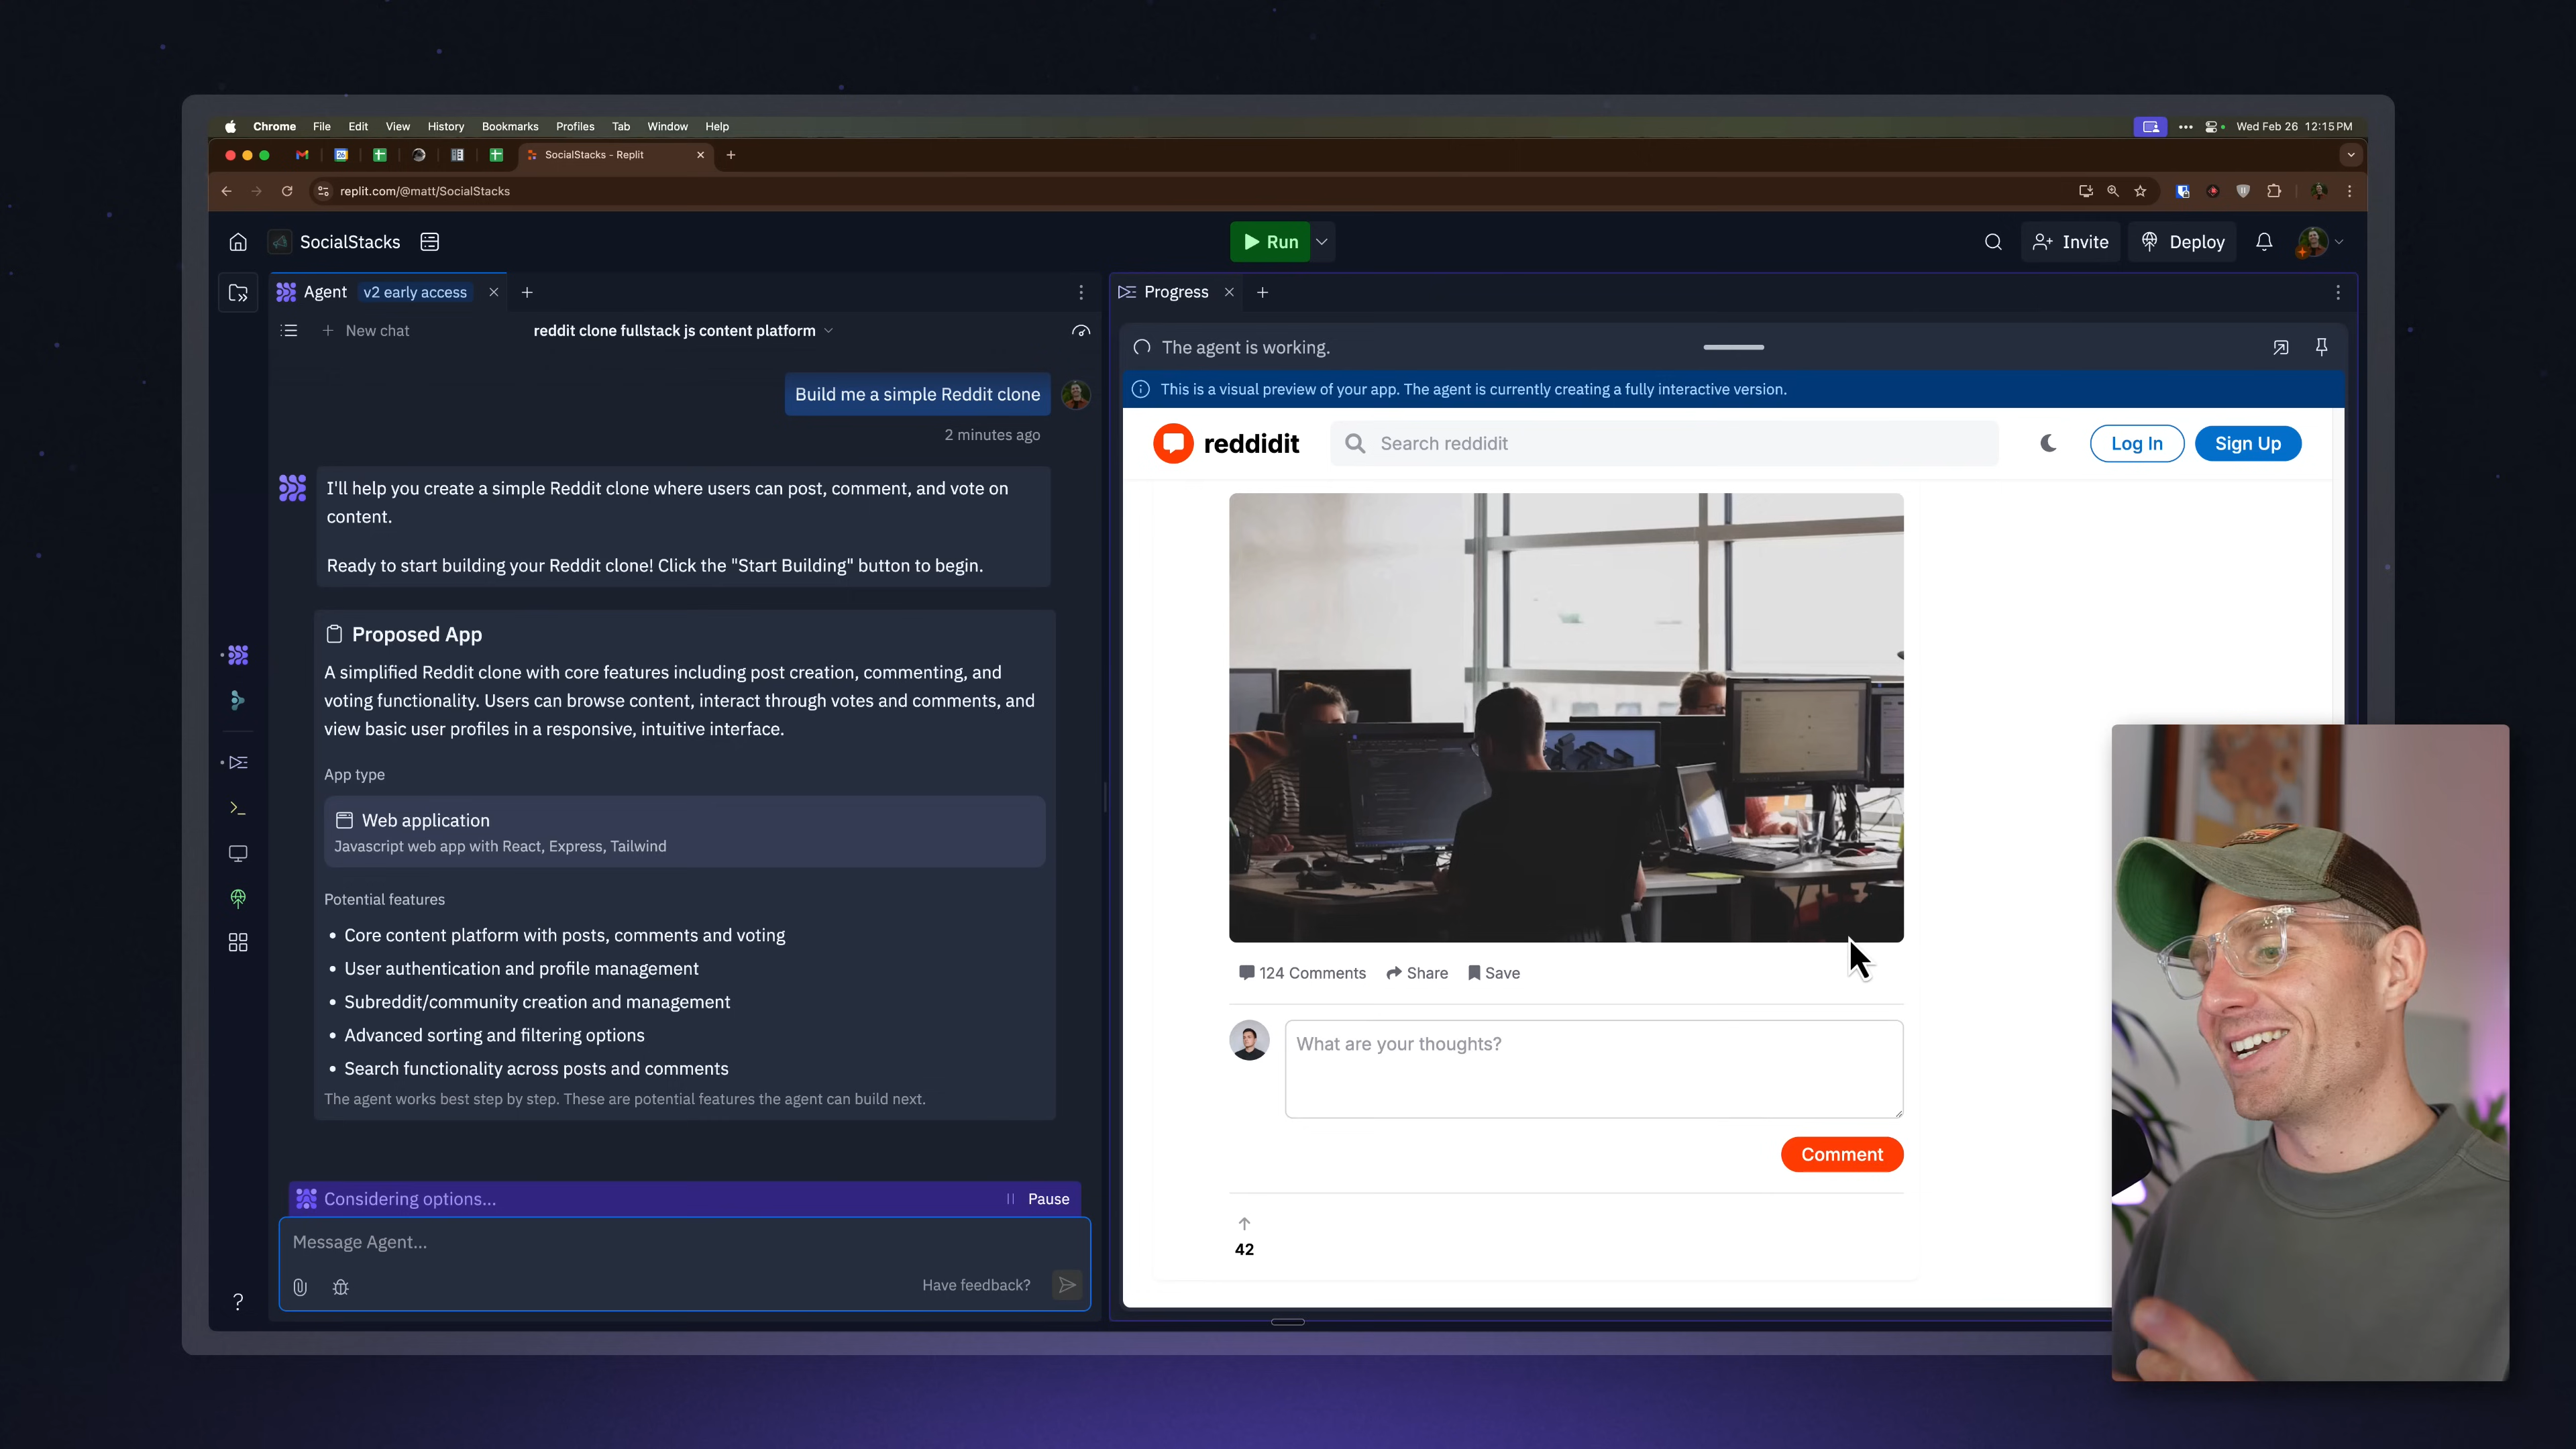 Chrome File Edit View History Bookmarks Profiles Tab Window Help
Wed Feb 26 12:15 PM
SocialStacks - Replit
replit.com/@matt/SocialStacks
SocialStacks
Run
Invite
Deploy
Agent v2 early access
New chat
reddit clone fullstack js content platform
Build me a simple Reddit clone
2 minutes ago
I'll help you create a simple Reddit clone where users can post, comment, and vote on
content.
Ready to start building your Reddit clone! Click the "Start Building" button to begin.
Proposed App
A simplified Reddit clone with core features including post creation, commenting, and
voting functionality. Users can browse content, interact through votes and comments, and
view basic user profiles in a responsive, intuitive interface.
App type
Web application
Javascript web app with React, Express, Tailwind
Potential features
• Core content platform with posts, comments and voting
• User authentication and profile management
• Subreddit/community creation and management
• Advanced sorting and filtering options
• Search functionality across posts and comments
The agent works best step by step. These are potential features the agent can build next.
Considering options...
Pause
Message Agent...
Have feedback?
?
Progress
The agent is working.
This is a visual preview of your app. The agent is currently creating a fully interactive version.
reddidit
Search reddidit
Log In
Sign Up
124 Comments
Share
Save
What are your thoughts?
Comment
42